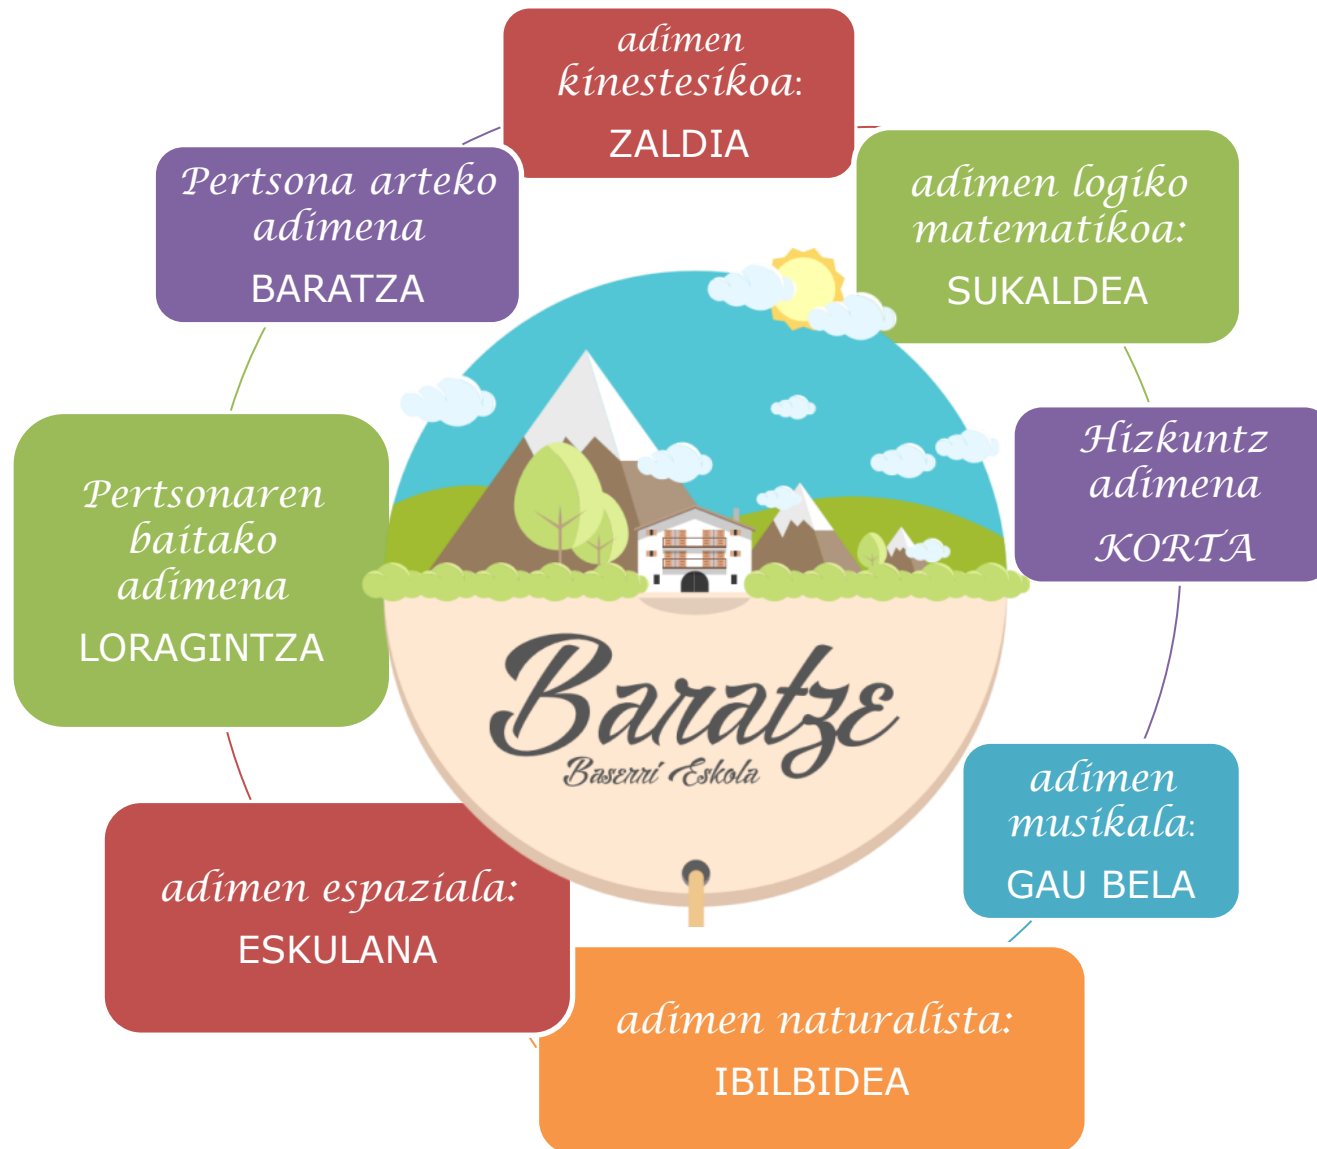 adimen
kinestesikoa:
ZALDIA
adimen logiko
matematikoa:
SUKALDEA
Hizkuntz
adimena
KORTA
adimen
musikala:
GAU BELA
adimen naturalista:
IBILBIDEA
adimen espaziala:
ESKULANA
Pertsonaren
baitako
adimena
LORAGINTZA
Pertsona arteko
adimena
BARATZA
Baratze
Baserri Eskola